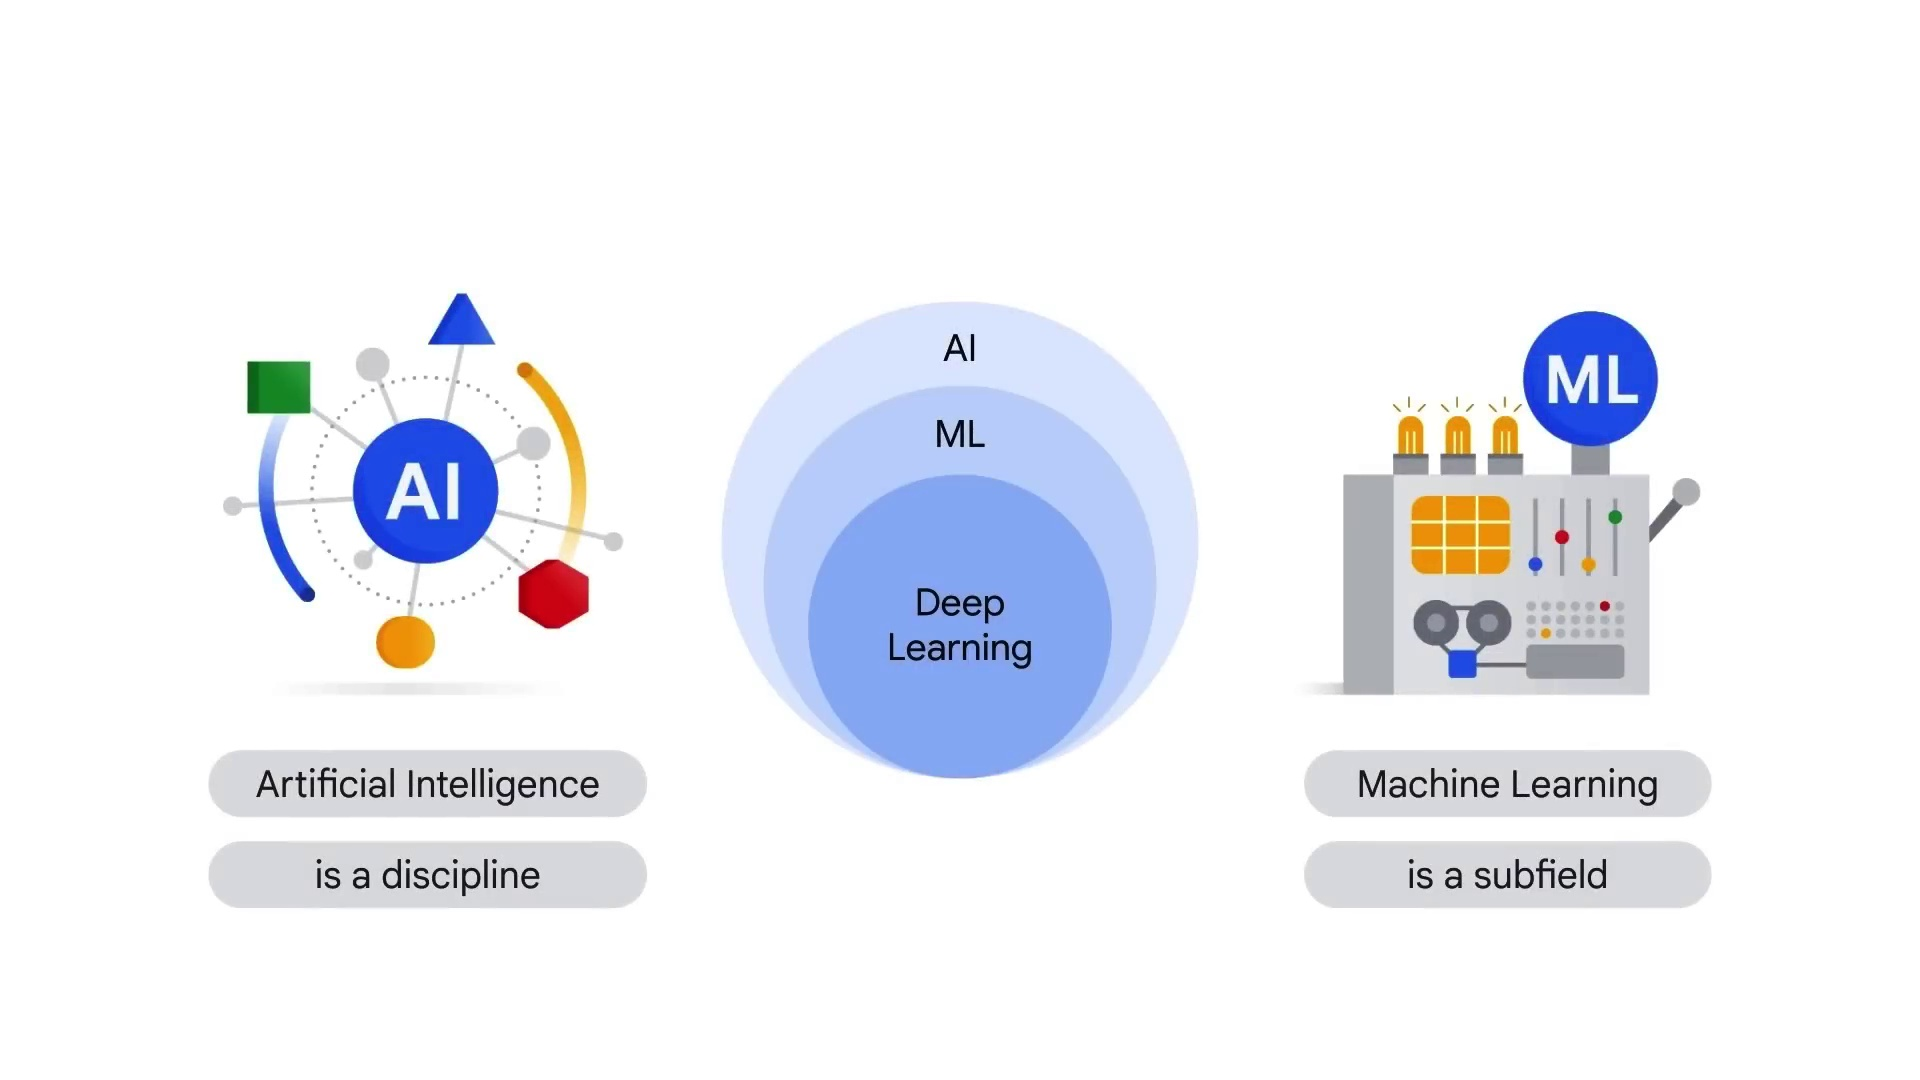 AI
Artificial Intelligence
is a discipline
AI
ML
Deep
Learning
ML
Machine Learning
is a subfield